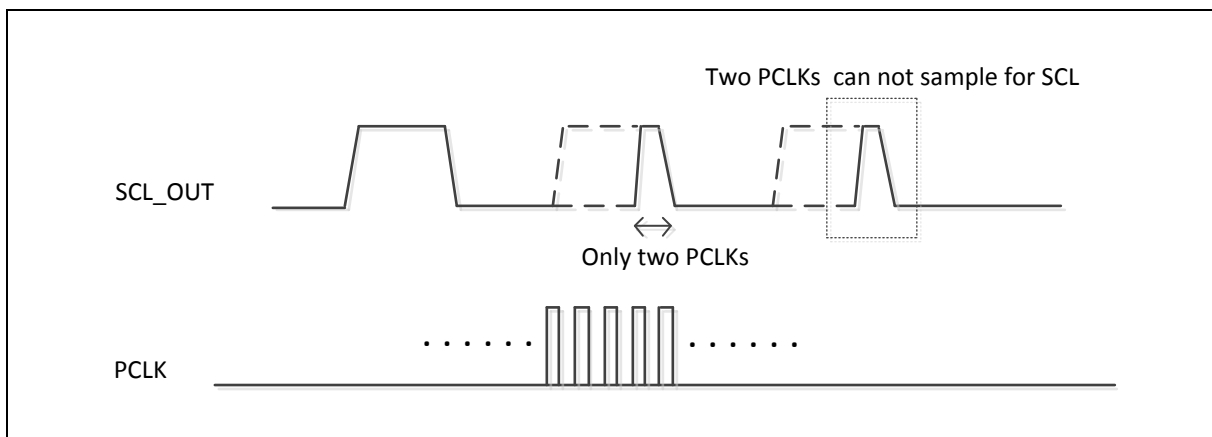 Two PCLKs can not sample for SCL
SCL_OUT
Only two PCLKs
PCLK